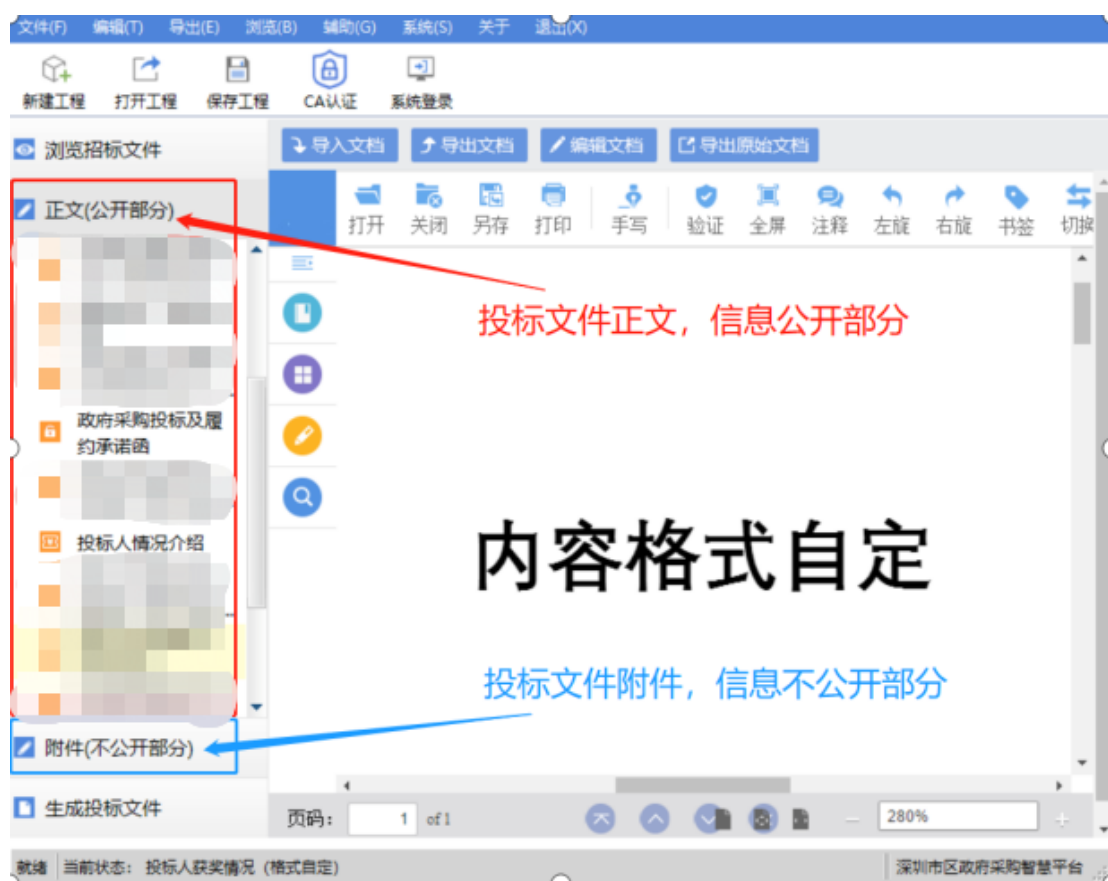 文件(F) 编辑(T) 导出(E) 浏览(B) 辅助(G) 系统(S) 关于 退出(X)
新建工程 打开工程 保存工程 CA认证 系统登录
浏览招标文件
导入文档 导出文档 编辑文档 导出原始文档
正文(公开部分)
打开 关闭 另存 打印 手写 验证 全屏 注释 左旋 右旋 书签 切换
投标文件正文，信息公开部分
政府采购投标及履
约承诺函
投标人情况介绍
内容格式自定
投标文件附件，信息不公开部分
附件(不公开部分)
生成投标文件
页码： 1 of1 280%
就绪 当前状态： 投标人获奖情况（格式自定） 深圳市区政府采购智慧平台